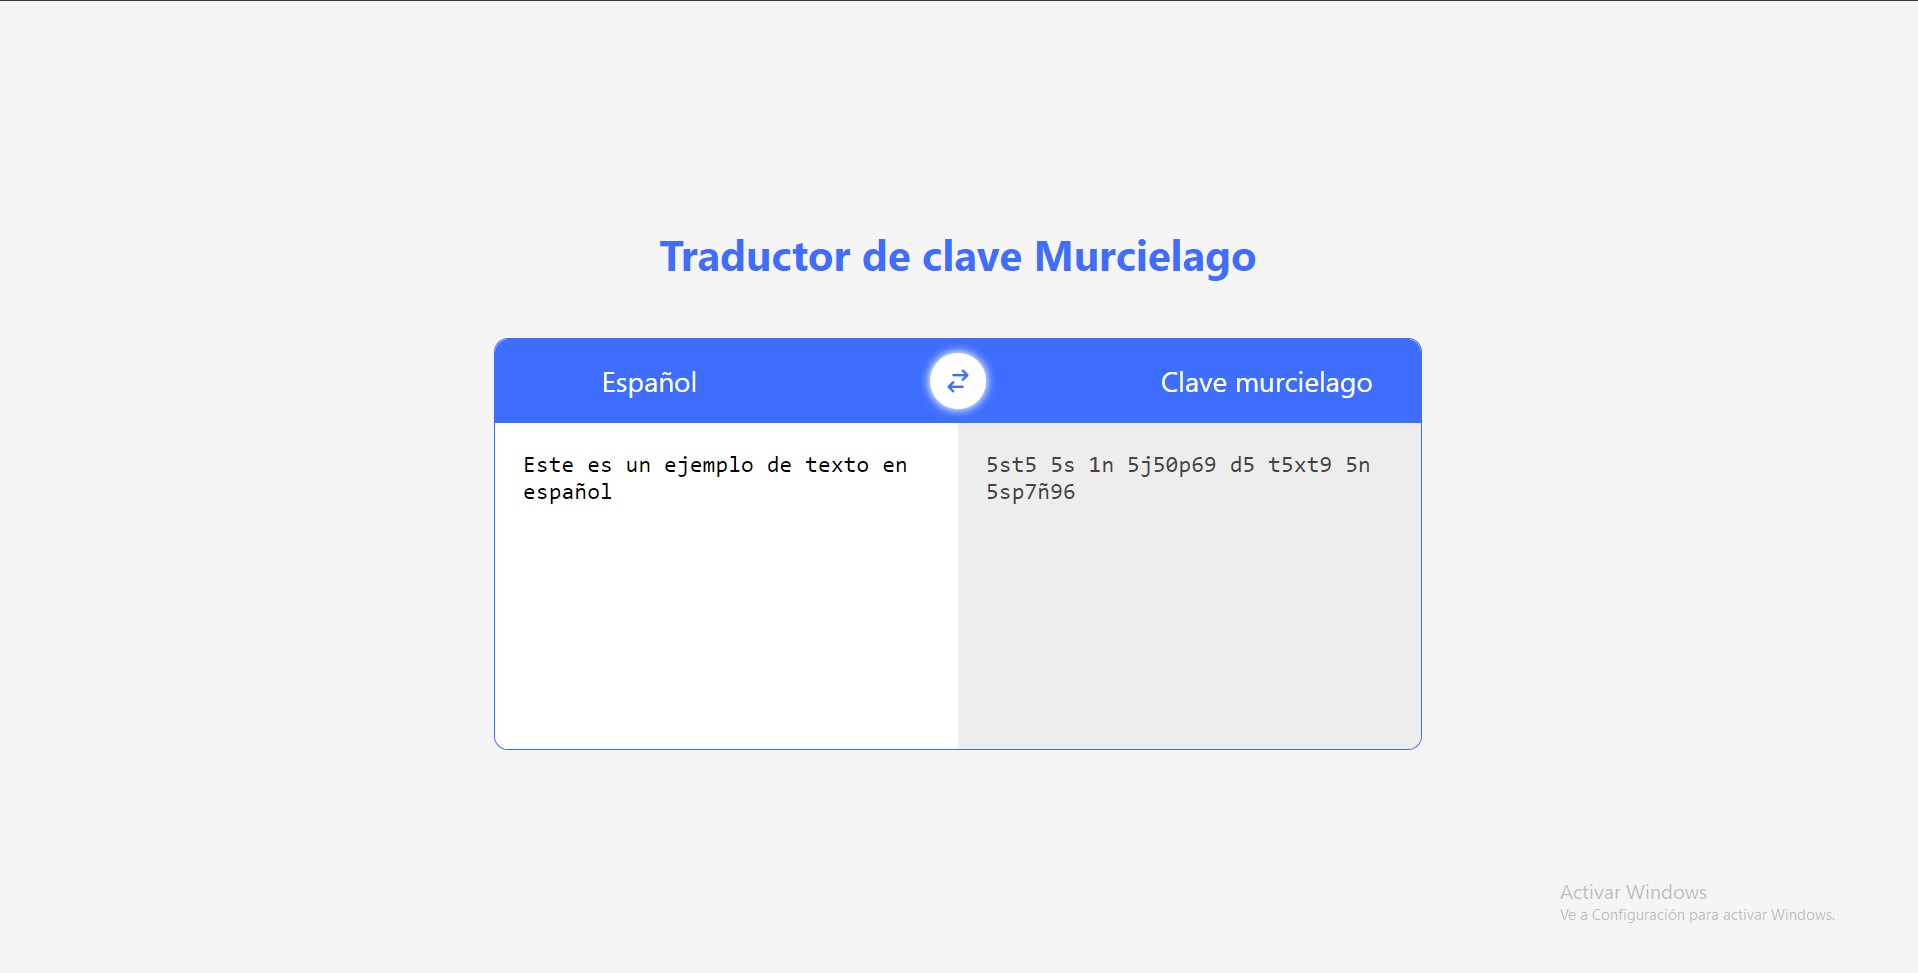 Traductor de clave Murcielago
Español
Clave murcielago
Este es un ejemplo de texto en
español
5st5 5s 1n 5j50p69 d5 t5xt9 5n
5sp7ñ96
Activar Windows
Ve a Configuración para activar Windows.